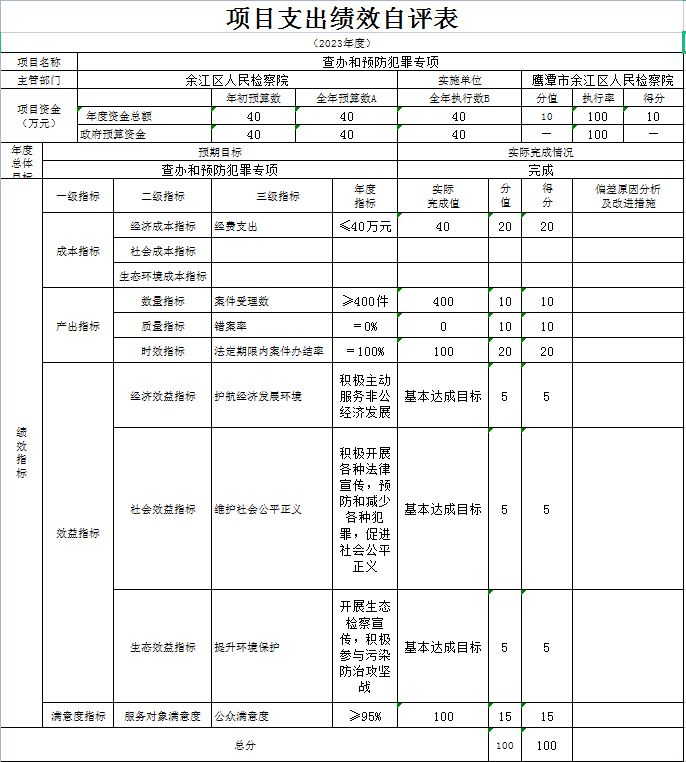 项目支出绩效自评表
（2023年度）
项目名称 查办和预防犯罪专项
主管部门 余江区人民检察院 实施单位 鹰潭市余江区人民检察院
项目资金（万元） 年初预算数 全年预算数A 全年执行数B 分值 执行率 得分
年度资金总额 40 40 40 10 100 10
政府预算资金 40 40 40 — 100 —
年度总体目标 预期目标 实际完成情况
查办和预防犯罪专项 完成
绩效指标 一级指标 二级指标 三级指标 年度指标 实际完成值 分值 得分 偏差原因分析及改进措施
成本指标 经济成本指标 经费支出 ≤40万元 40 20 20
社会成本指标
生态环境成本指标
产出指标 数量指标 案件受理数 ≥400件 400 10 10
质量指标 错案率 =0% 0 10 10
时效指标 法定期限内案件办结率 =100% 100 20 20
效益指标 经济效益指标 护航经济发展环境 积极主动服务非公经济发展 基本达成目标 5 5
社会效益指标 维护社会公平正义 积极开展各种法律宣传，预防和减少各种犯罪，促进社会公平正义 基本达成目标 5 5
生态效益指标 提升环境保护 开展生态检察宣传，积极参与污染防治攻坚战 基本达成目标 5 5
满意度指标 服务对象满意度 公众满意度 ≥95% 100 15 15
总分 100 100